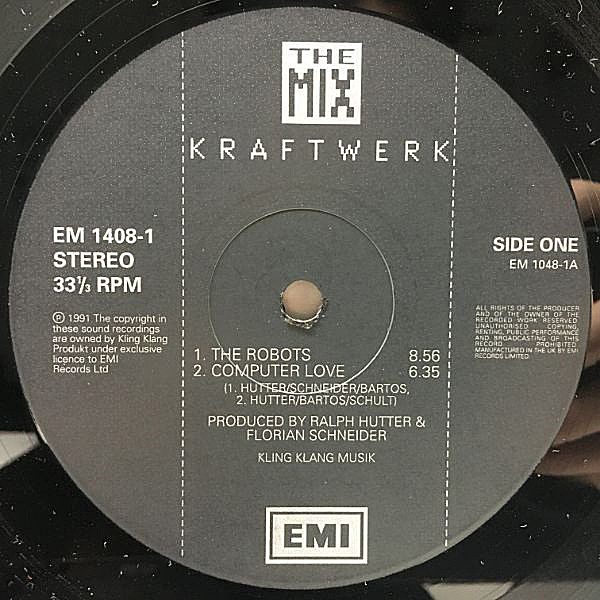 THE
MIX
KRAFTWERK
EM 1408-1
STEREO
33⅓ RPM
SIDE ONE
EM 1048-1A
℗ 1991 The copyright in
these sound recordings
are owned by Kling Klang
Produkt under exclusive
licence to EMI
Records Ltd
ALL RIGHTS OF THE PRODUCER
AND OF THE OWNER OF THE
RECORDED WORK RESERVED.
UNAUTHORISED COPYING,
RENTING, PUBLIC PERFORMANCE
AND BROADCASTING OF THIS
RECORD PROHIBITED.
MANUFACTURED IN THE UK BY EMI
RECORDS LIMITED.
1. THE ROBOTS 8.56
2. COMPUTER LOVE 6.35
(1. HUTTER/SCHNEIDER/BARTOS,
2. HUTTER/BARTOS/SCHULT)
PRODUCED BY RALPH HUTTER &
FLORIAN SCHNEIDER
KLING KLANG MUSIK
EMI